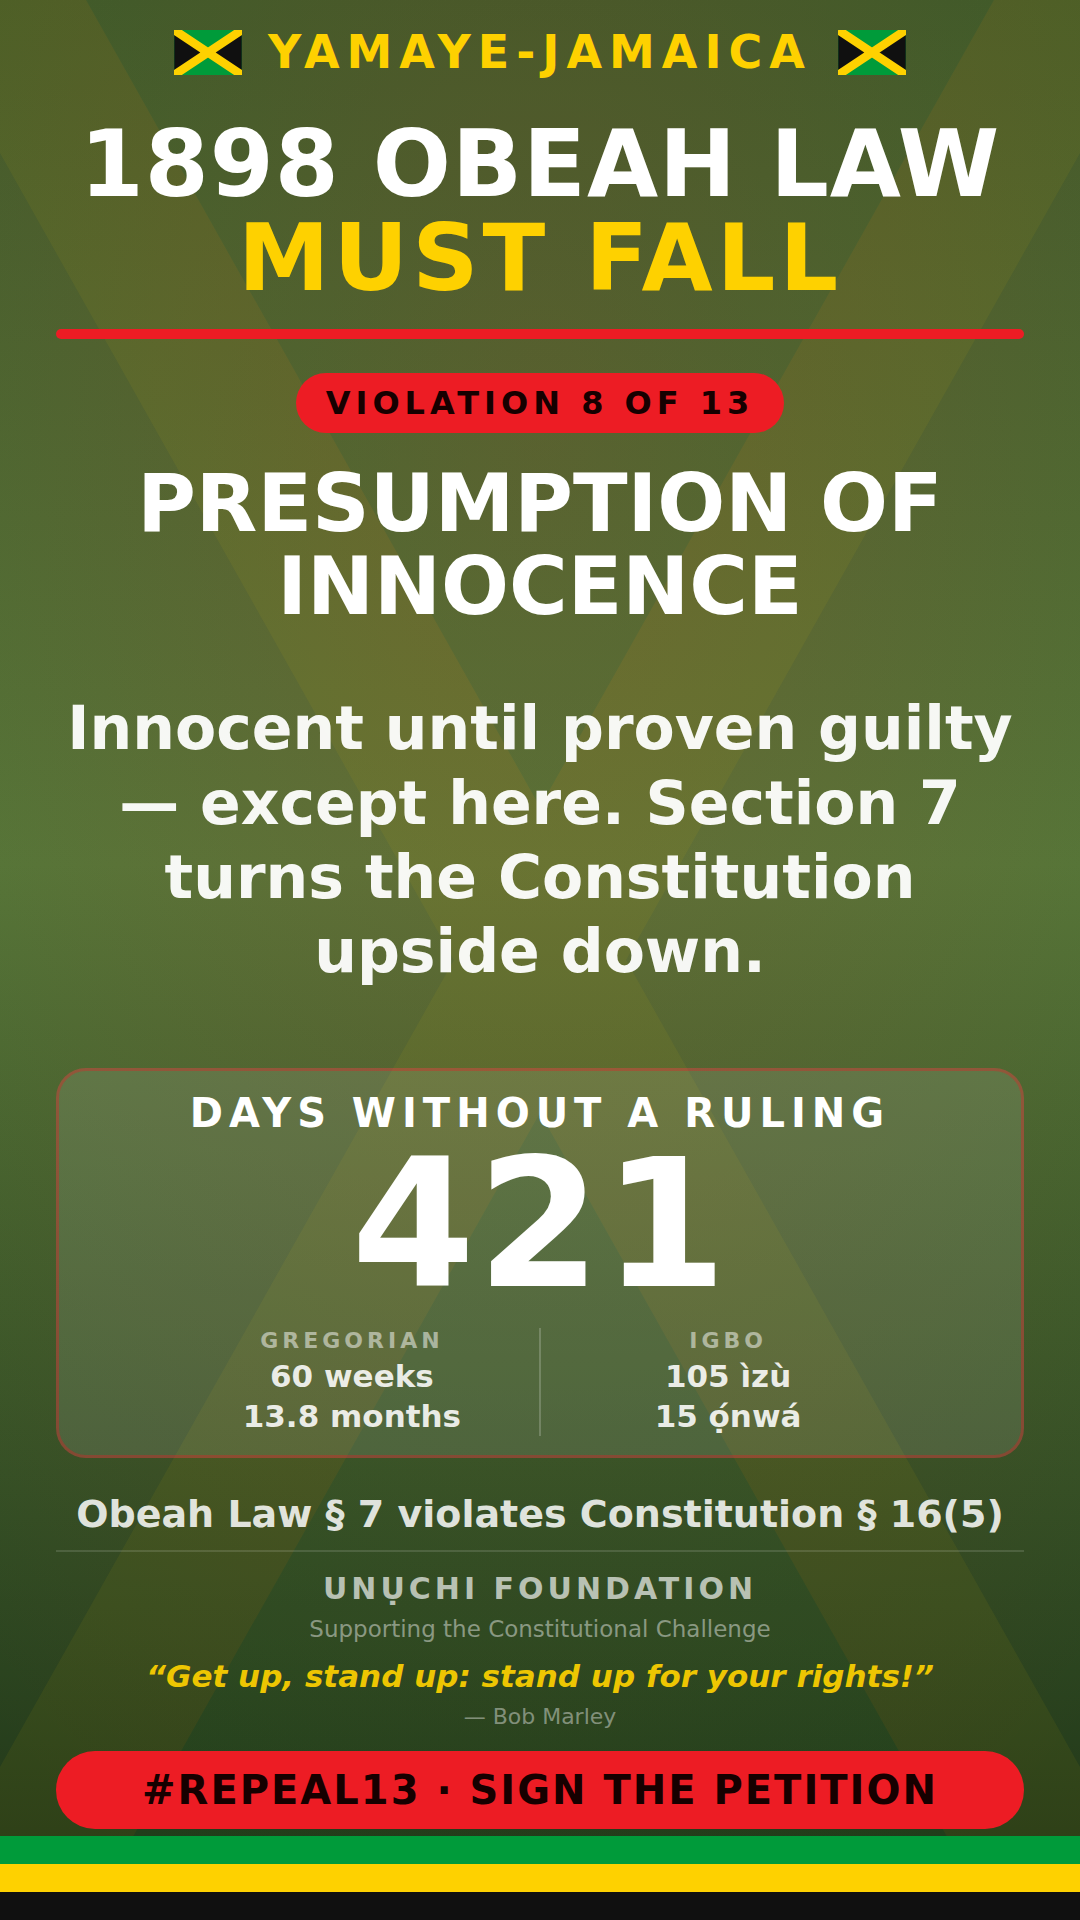 YAMAYE-JAMAICA
1898 OBEAH LAW
MUST FALL
VIOLATION 8 OF 13
PRESUMPTION OF
INNOCENCE
Innocent until proven guilty
— except here. Section 7
turns the Constitution
upside down.
DAYS WITHOUT A RULING
421
GREGORIAN
60 weeks
13.8 months
IGBO
105 ìzù
15 ọ́nwá
Obeah Law § 7 violates Constitution § 16(5)
UNỤCHI FOUNDATION
Supporting the Constitutional Challenge
“Get up, stand up: stand up for your rights!”
— Bob Marley
#REPEAL13 · SIGN THE PETITION